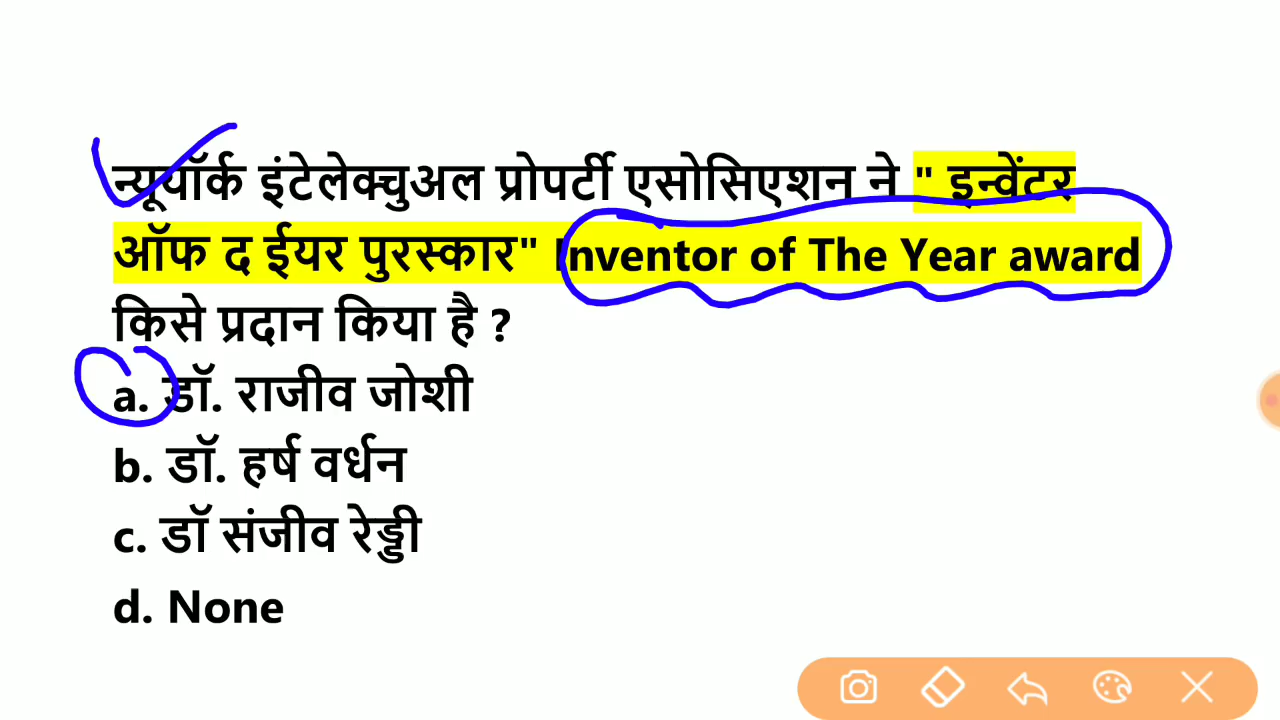 न्यूयॉर्क इंटेलेक्चुअल प्रोपर्टी एसोसिएशन ने " इन्वेंटर
ऑफ द ईयर पुरस्कार" Inventor of The Year award
किसे प्रदान किया है ?
a. डॉ. राजीव जोशी
b. डॉ. हर्ष वर्धन
c. डॉ संजीव रेड्डी
d. None